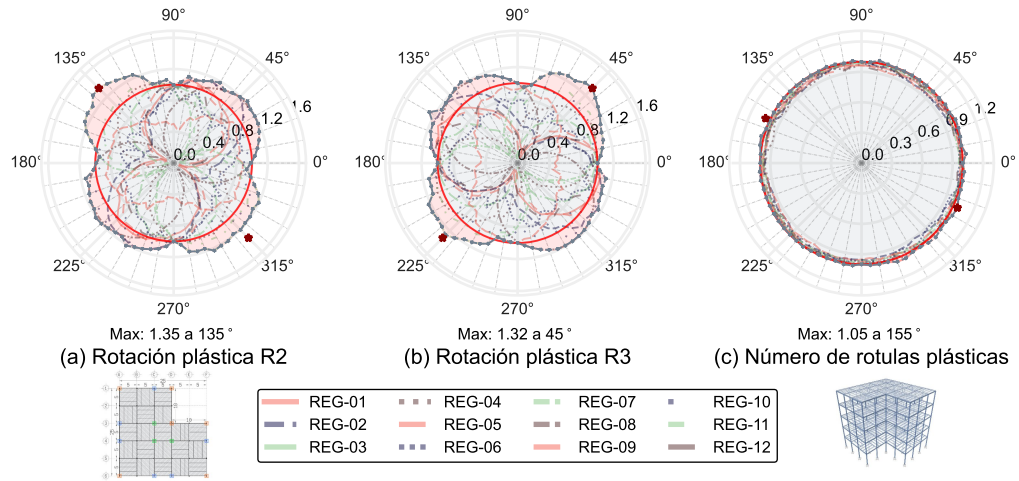 90° 90° 90°
135° 45° 135° 45° 135° 45°
1.6 1.6 1.2
1.2 1.2 0.9
0.8 0.8 0.6
0.4 0.4 0.3
0.0 0.0 0.0
180° 0° 180° 0° 180° 0°
225° 315° 225° 315° 225° 315°
270° 270° 270°
Max: 1.35 a 135° Max: 1.32 a 45° Max: 1.05 a 155°
(a) Rotación plástica R2 (b) Rotación plástica R3 (c) Número de rotulas plásticas
REG-01 REG-04 REG-07 REG-10
REG-02 REG-05 REG-08 REG-11
REG-03 REG-06 REG-09 REG-12